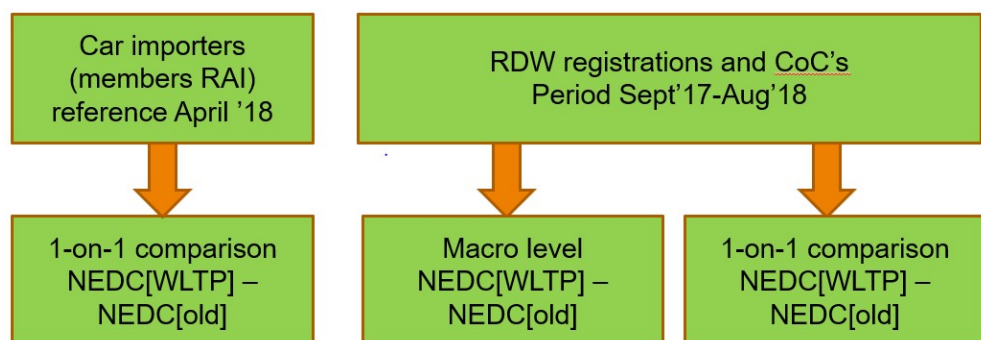 Car importers
(members RAI)
reference April ’18
RDW registrations and CoC’s
Period Sept’17-Aug’18
1-on-1 comparison
NEDC[WLTP] –
NEDC[old]
Macro level
NEDC[WLTP] –
NEDC[old]
1-on-1 comparison
NEDC[WLTP] –
NEDC[old]